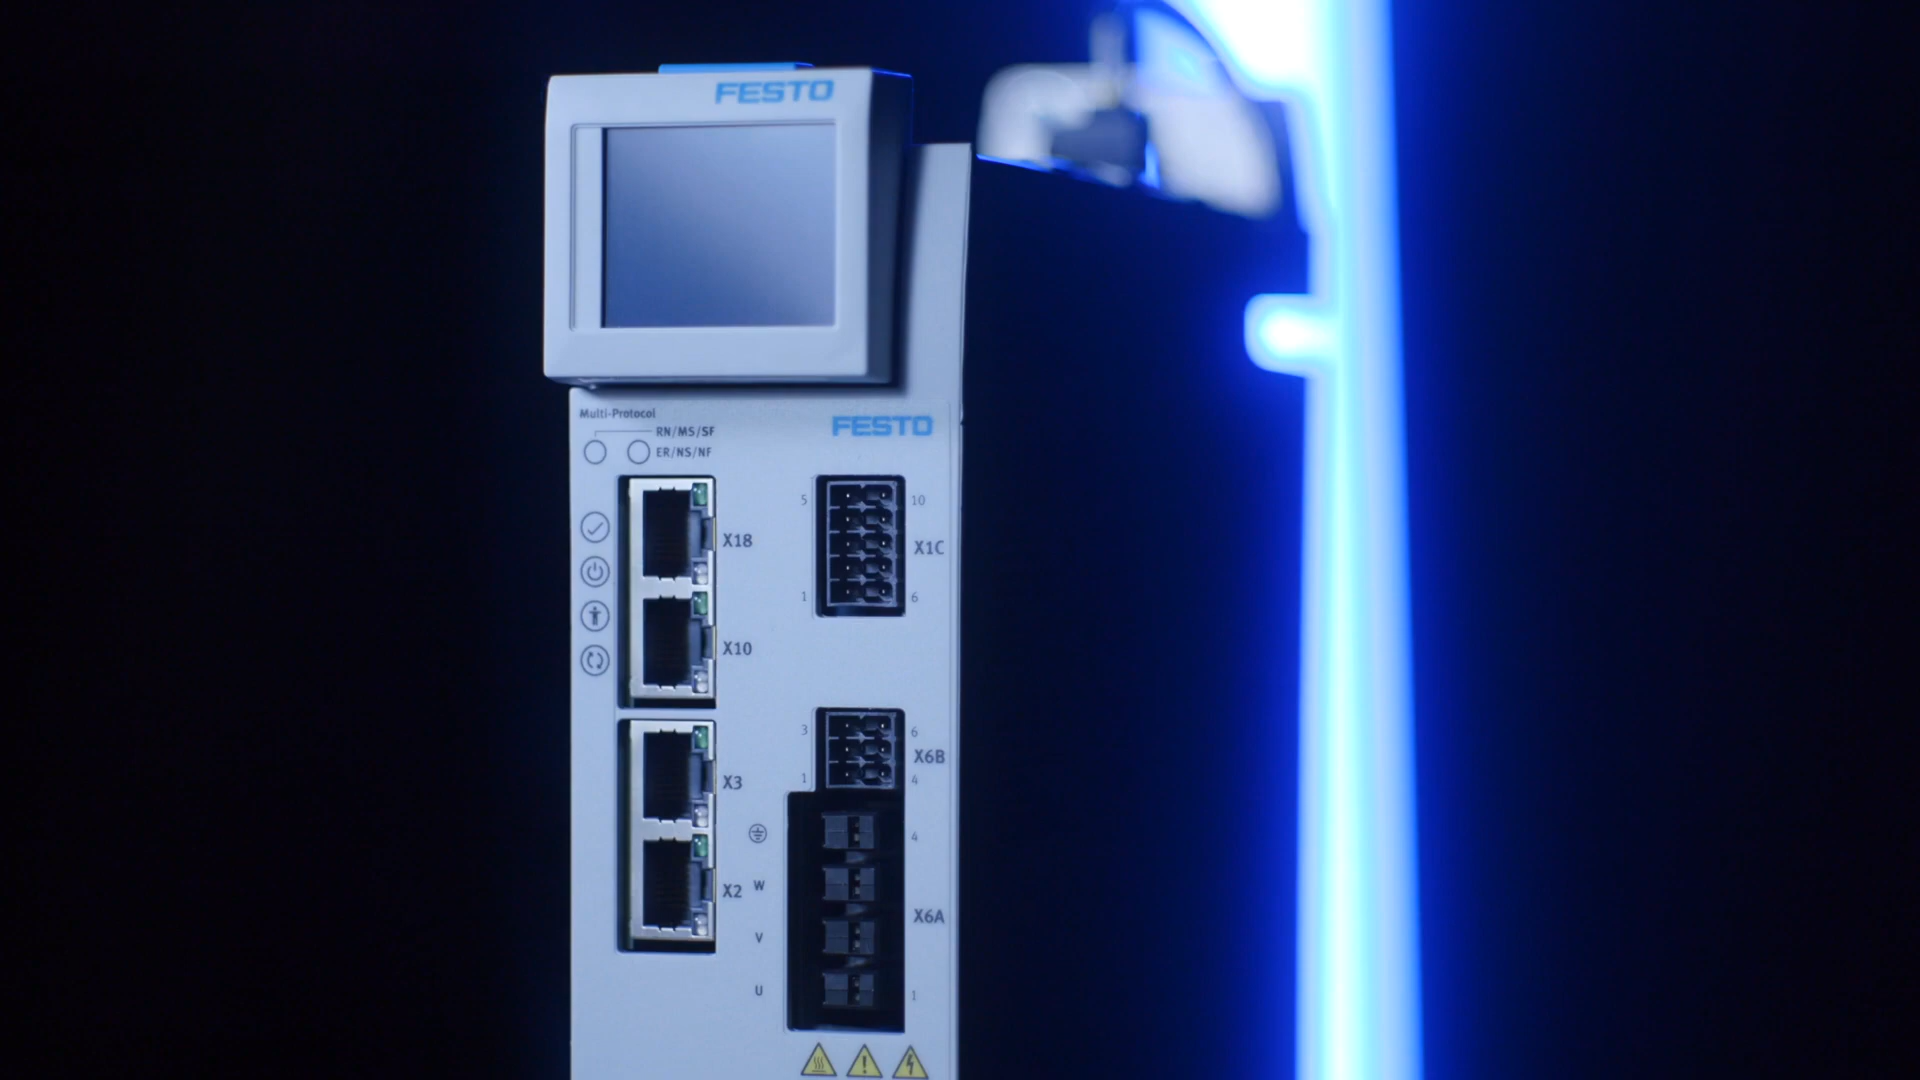 FESTO
Multi-Protocol
RN/MS/SF
ER/NS/NF
FESTO
5
10
X18
X1C
1
6
X10
3
6
X6B
1
4
X3
4
W
X2
X6A
V
U
1